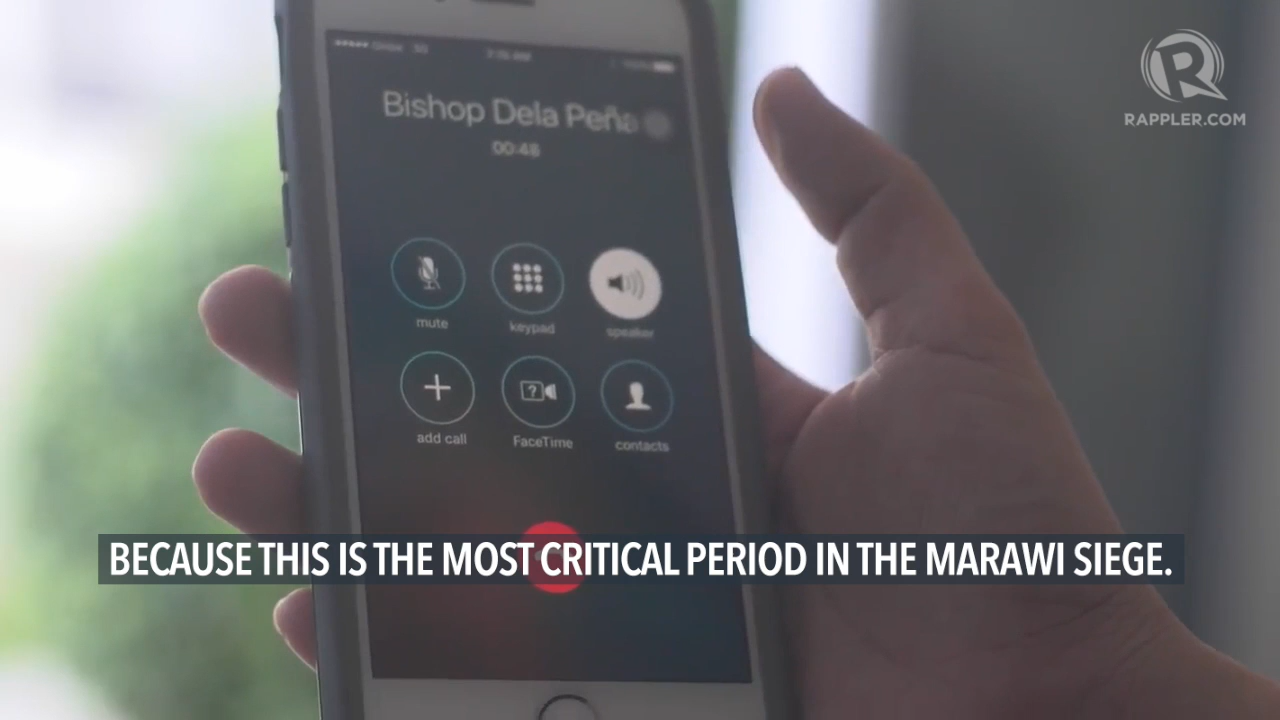 Bishop Dela Peña
00:48
mute keypad speaker
add call FaceTime contacts
R
RAPPLER.COM
BECAUSE THIS IS THE MOST CRITICAL PERIOD IN THE MARAWI SIEGE.